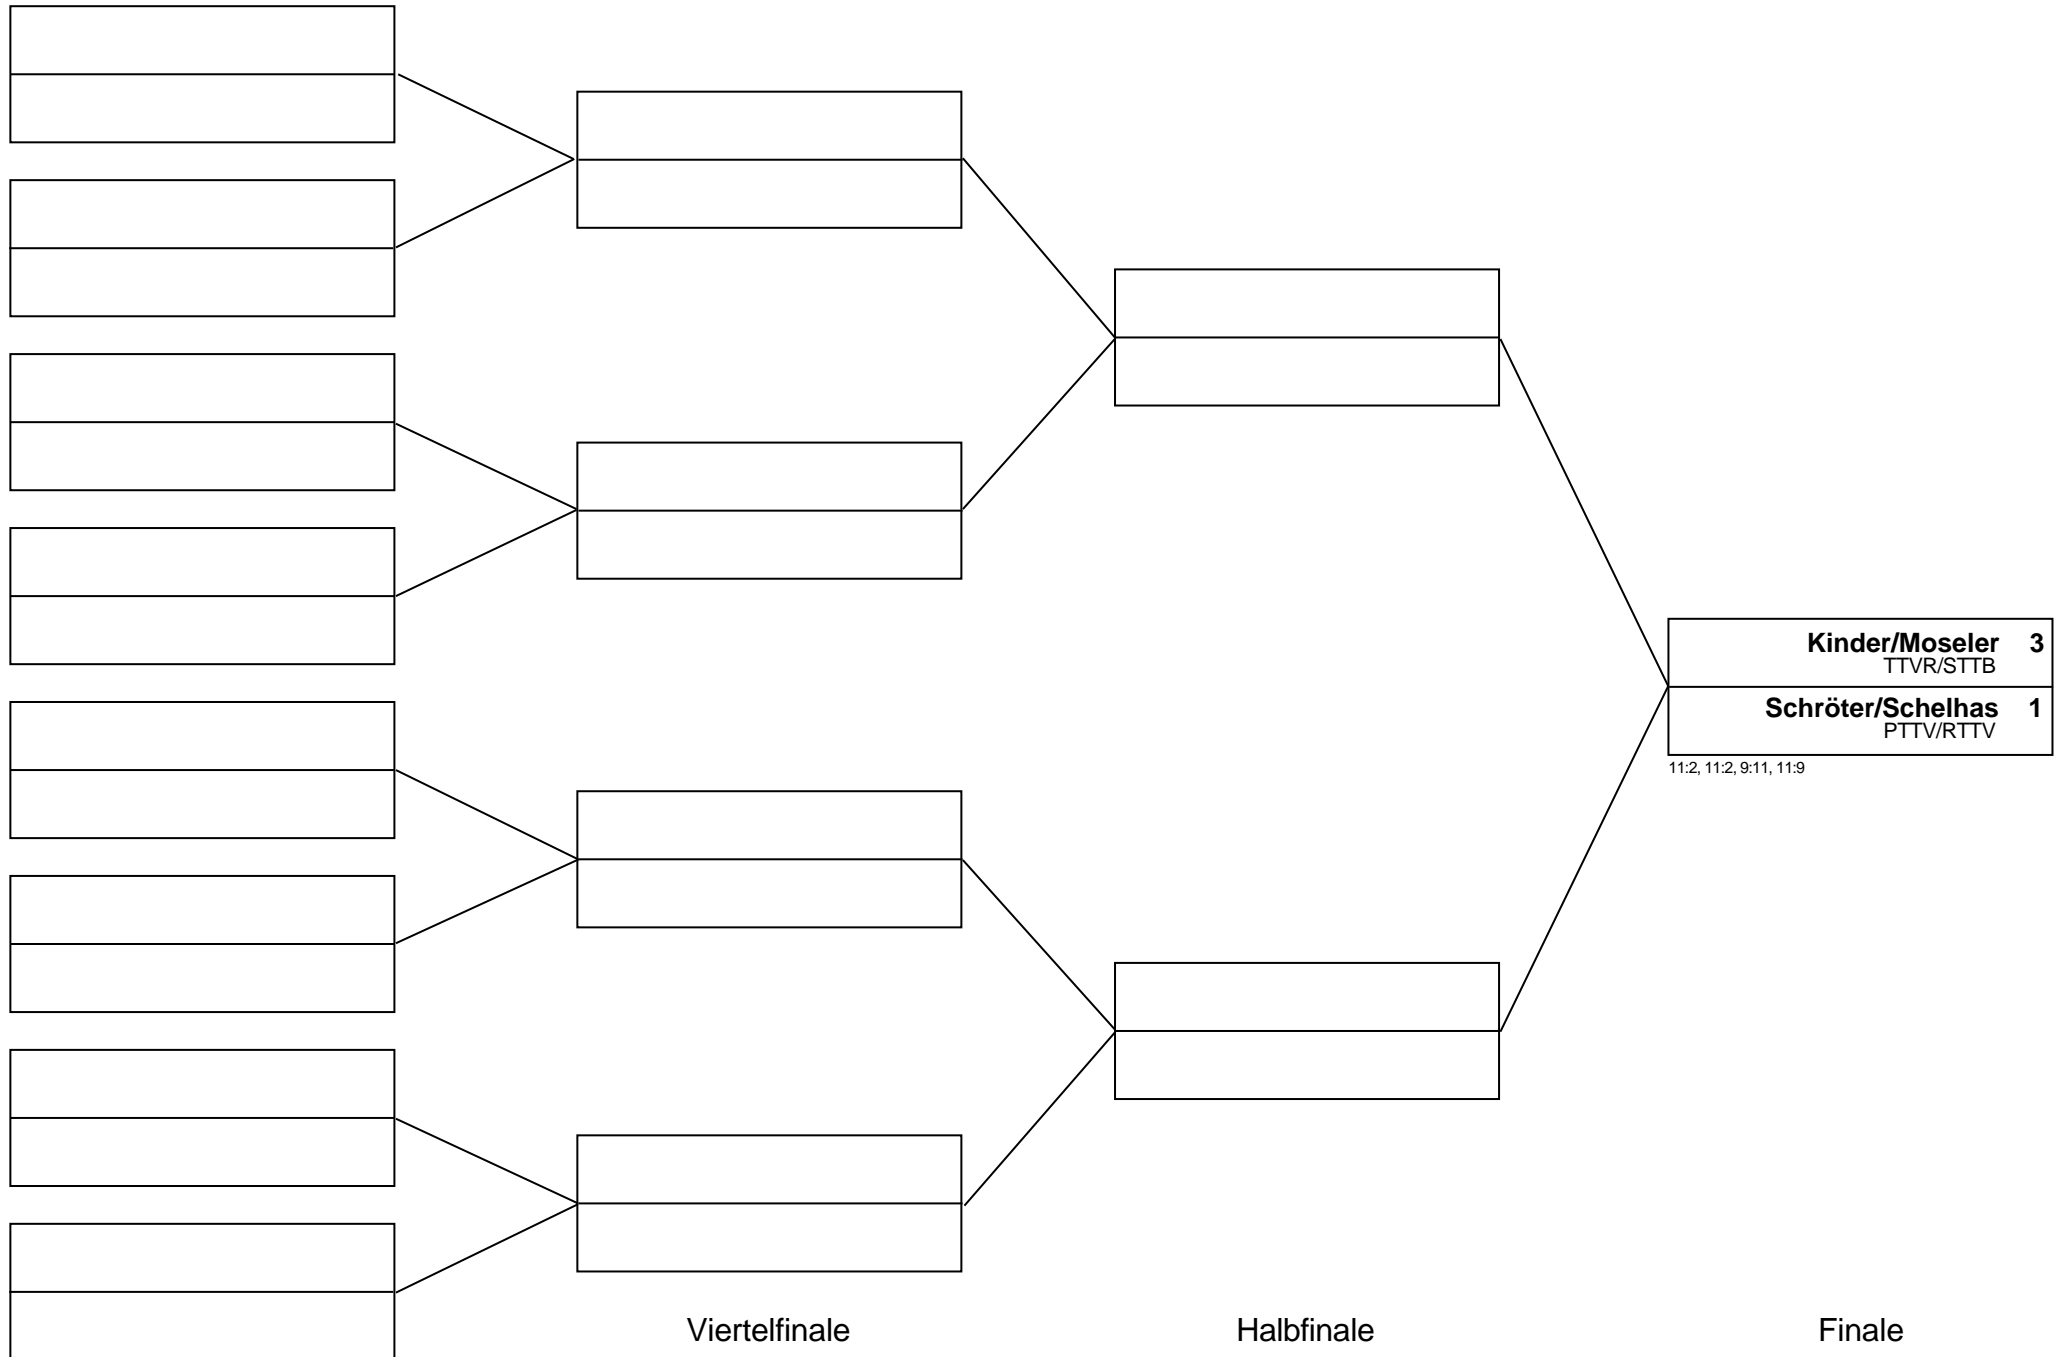 Kinder/Moseler 3
TTVR/STTB
Schröter/Schelhas 1
PTTV/RTTV
11:2, 11:2, 9:11, 11:9
Viertelfinale Halbfinale Finale